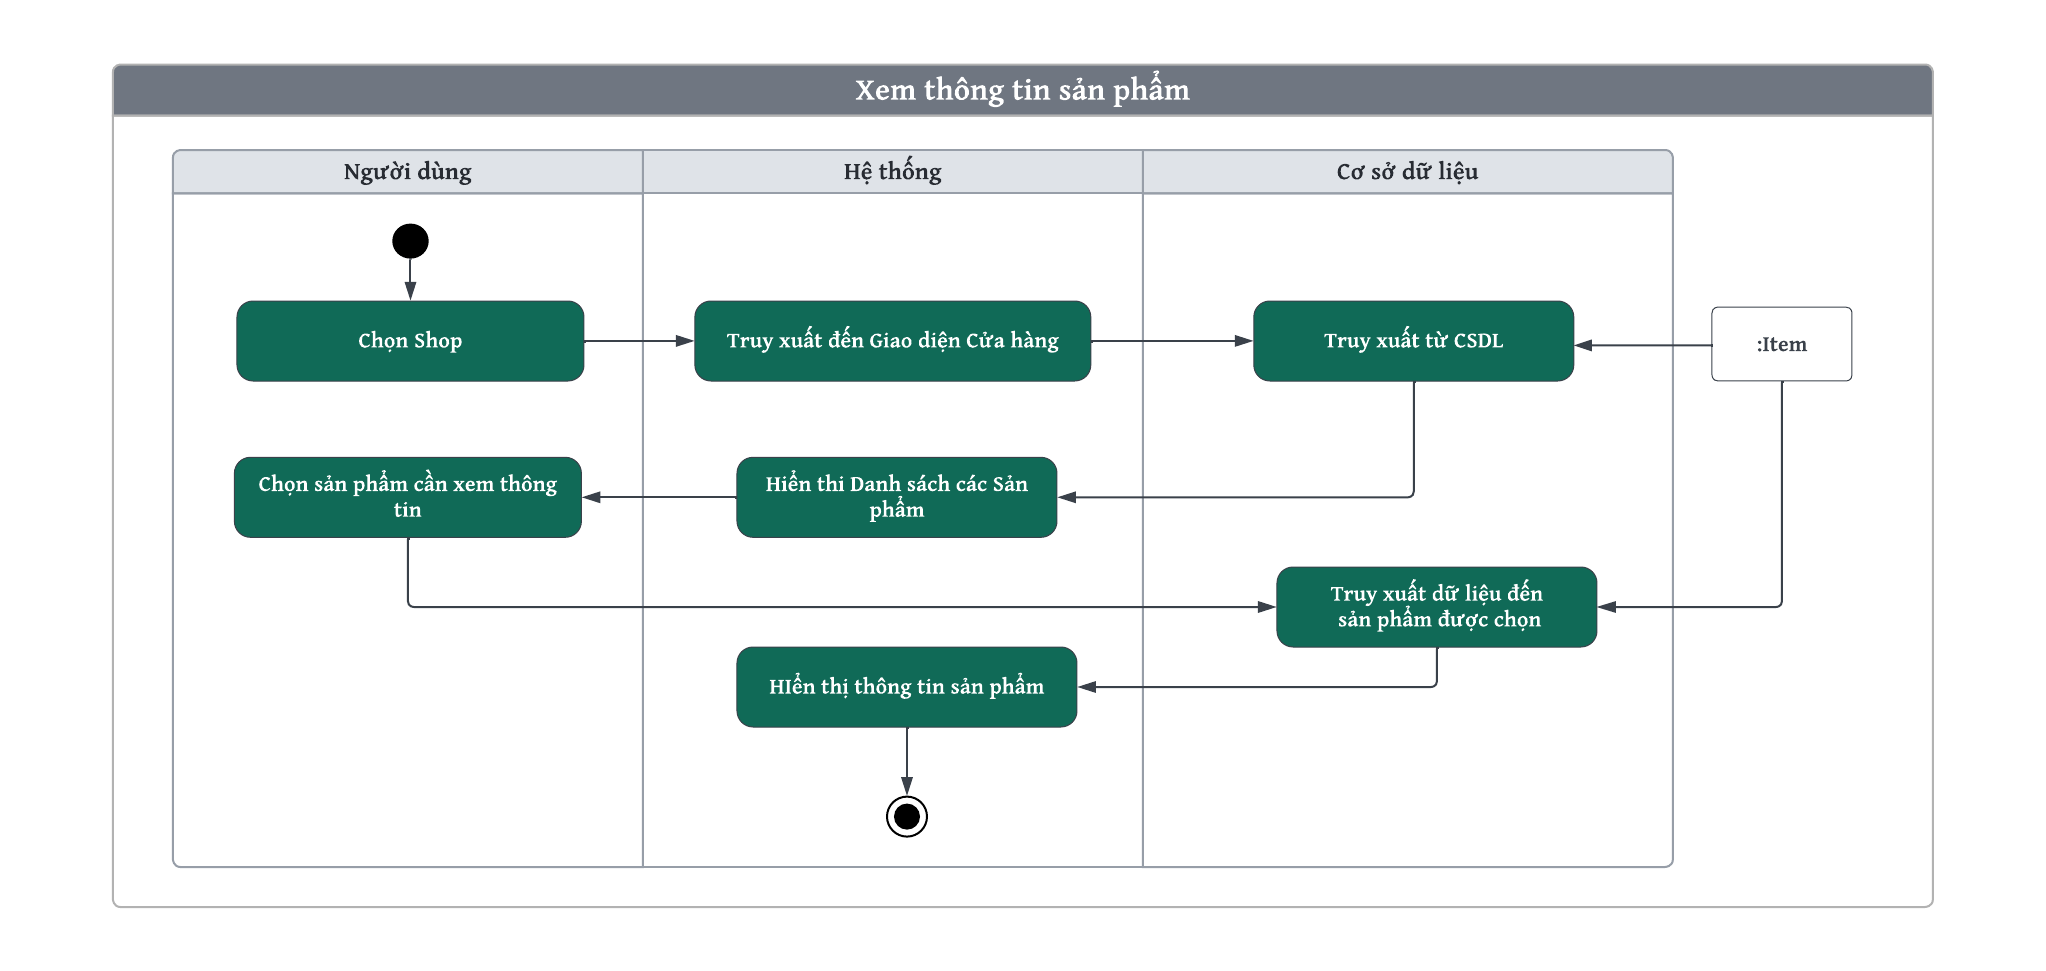 Xem thông tin sản phẩm
Người dùng
Hệ thống
Cơ sở dữ liệu
Chọn Shop
Truy xuất đến Giao diện Cửa hàng
Truy xuất từ CSDL
:Item
Chọn sản phẩm cần xem thông
tin
Hiển thi Danh sách các Sản
phẩm
Truy xuất dữ liệu đến
sản phẩm được chọn
HIển thị thông tin sản phẩm